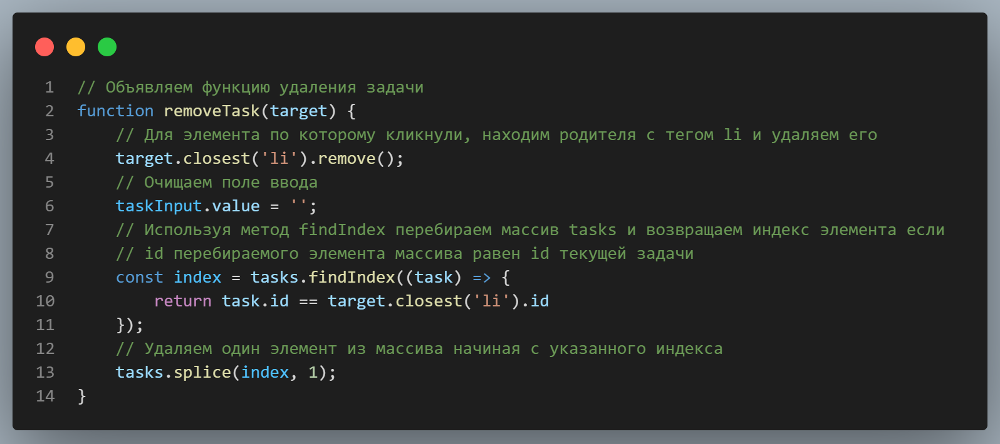 1 // Объявляем функцию удаления задачи
2 function removeTask(target) {
3     // Для элемента по которому кликнули, находим родителя с тегом li и удаляем его
4     target.closest('li').remove();
5     // Очищаем поле ввода
6     taskInput.value = '';
7     // Используя метод findIndex перебираем массив tasks и возвращаем индекс элемента если
8     // id перебираемого элемента массива равен id текущей задачи
9     const index = tasks.findIndex((task) => {
10         return task.id == target.closest('li').id
11     });
12     // Удаляем один элемент из массива начиная с указанного индекса
13     tasks.splice(index, 1);
14 }